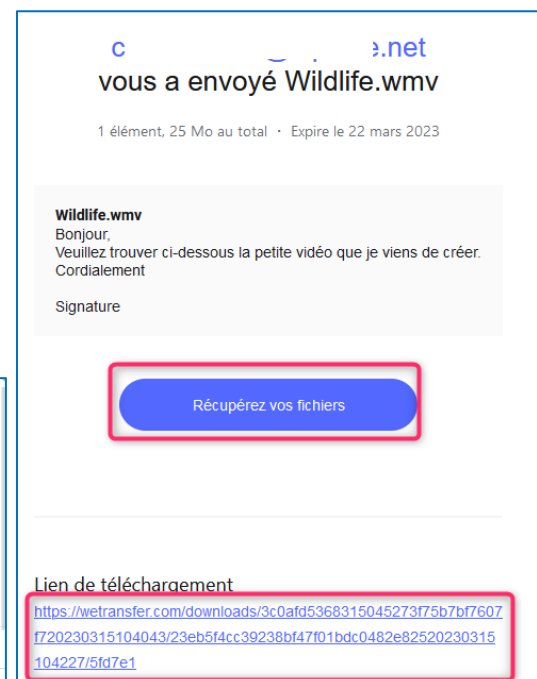 c .net
vous a envoyé Wildlife.wmv
1 élément, 25 Mo au total · Expire le 22 mars 2023
Wildlife.wmv
Bonjour,
Veuillez trouver ci-dessous la petite vidéo que je viens de créer.
Cordialement
Signature
Récupérez vos fichiers
Lien de téléchargement
https://wetransfer.com/downloads/3c0afd5368315045273f75b7bf7607
f720230315104043/23eb5f4cc39238bf47f01bdc0482e82520230315
104227/5fd7e1